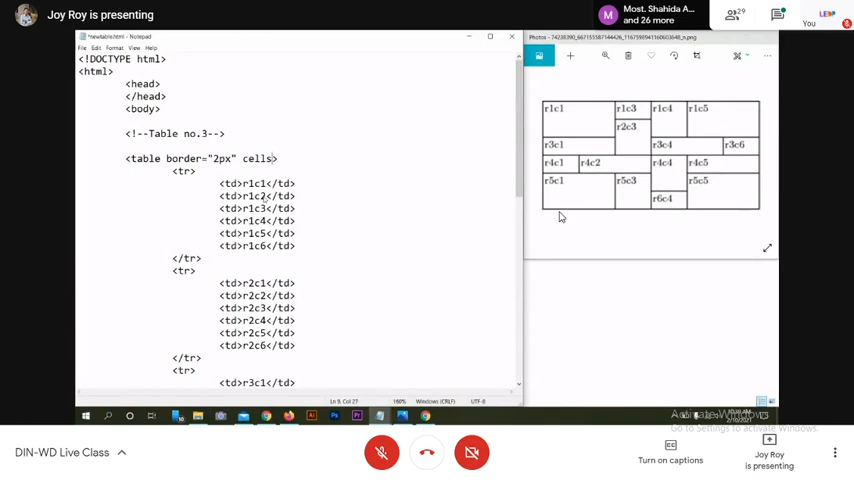 Joy Roy is presenting
Most. Shahida A...
and 26 more
29
You
*newtable.html - Notepad
File Edit Format View Help
<!DOCTYPE html>
<html>
<head>
</head>
<body>
<!--Table no.3-->
<table border="2px" cells>
<tr>
<td>r1c1</td>
<td>r1c2</td>
<td>r1c3</td>
<td>r1c4</td>
<td>r1c5</td>
<td>r1c6</td>
</tr>
<tr>
<td>r2c1</td>
<td>r2c2</td>
<td>r2c3</td>
<td>r2c4</td>
<td>r2c5</td>
<td>r2c6</td>
</tr>
<tr>
<td>r3c1</td>
Ln 9, Col 27 160% Windows (CRLF) UTF-8
r1c1 r1c3 r1c4 r1c5
r2c3
r3c1 r3c4 r3c6
r4c1 r4c2 r4c4 r4c5
r5c1 r5c3 r5c5
r6c4
Activate Windows
Go to Settings to activate Windows.
DIN-WD Live Class
Turn on captions
Joy Roy
is presenting